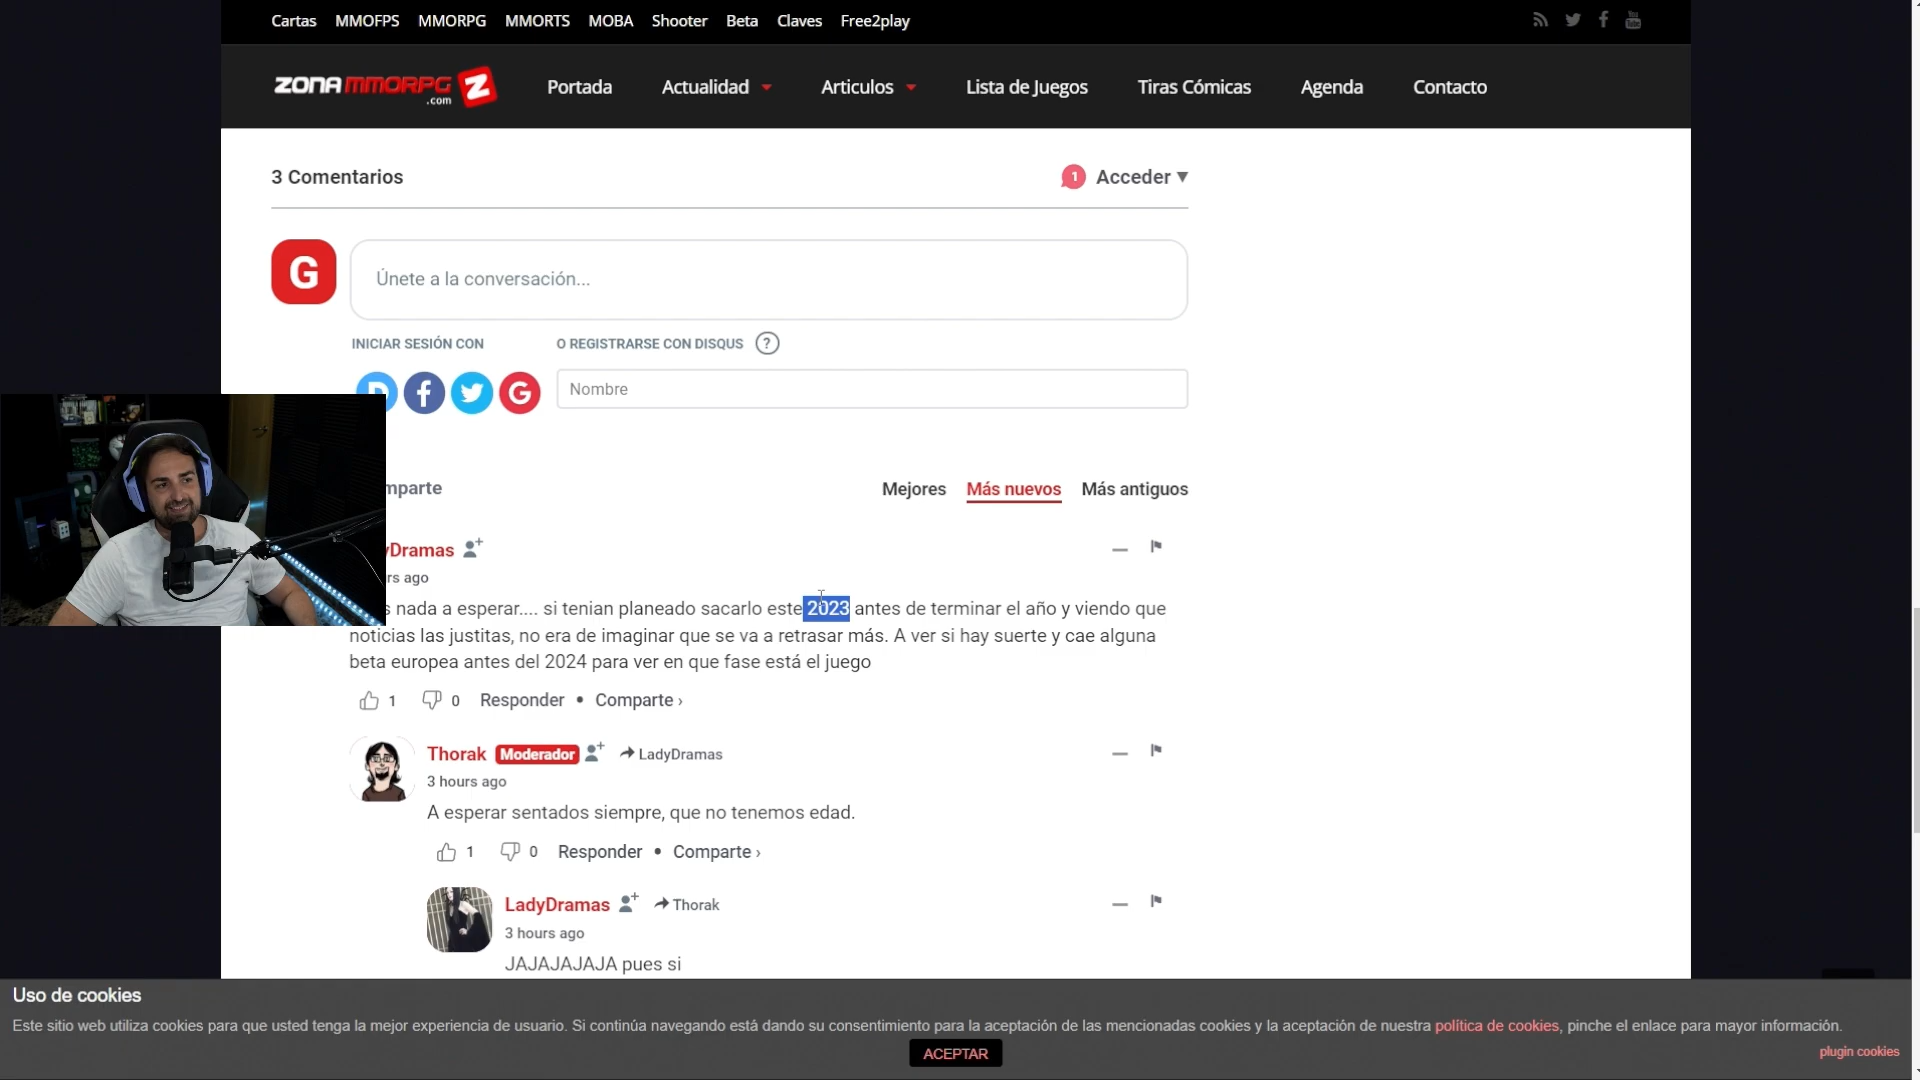 Cartas MMOFPS MMORPG MMORTS MOBA Shooter Beta Claves Free2play
ZONA MMORPG .com Z
Portada Actualidad Articulos Lista de Juegos Tiras Cómicas Agenda Contacto
3 Comentarios
1 Acceder
G
Únete a la conversación...
INICIAR SESIÓN CON
O REGISTRARSE CON DISQUS ?
Nombre
mparte
Mejores Más nuevos Más antiguos
yDramas
rs ago
s nada a esperar.... si tenian planeado sacarlo este 2023 antes de terminar el año y viendo que
noticias las justitas, no era de imaginar que se va a retrasar más. A ver si hay suerte y cae alguna
beta europea antes del 2024 para ver en que fase está el juego
1 0 Responder • Comparte ›
Thorak Moderador LadyDramas
3 hours ago
A esperar sentados siempre, que no tenemos edad.
1 0 Responder • Comparte ›
LadyDramas Thorak
3 hours ago
JAJAJAJAJA pues si
Uso de cookies
Este sitio web utiliza cookies para que usted tenga la mejor experiencia de usuario. Si continúa navegando está dando su consentimiento para la aceptación de las mencionadas cookies y la aceptación de nuestra política de cookies, pinche el enlace para mayor información.
ACEPTAR
plugin cookies